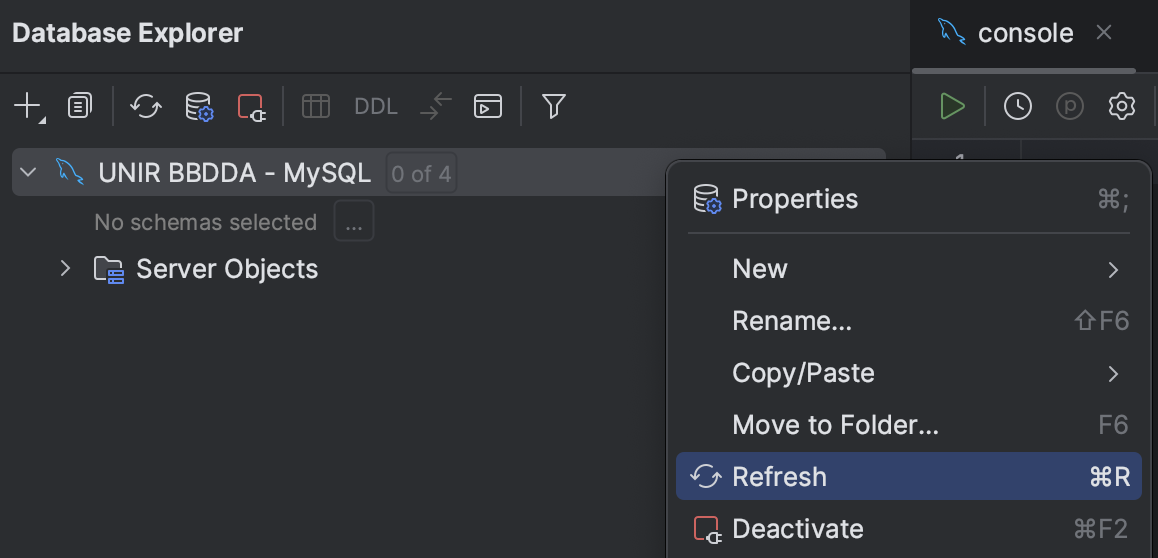 Database Explorer
console
DDL
UNIR BBDDA - MySQL 0 of 4
No schemas selected ...
Server Objects
1
Properties ⌘;
New
Rename... ⇧F6
Copy/Paste
Move to Folder... F6
Refresh ⌘R
Deactivate ⌘F2